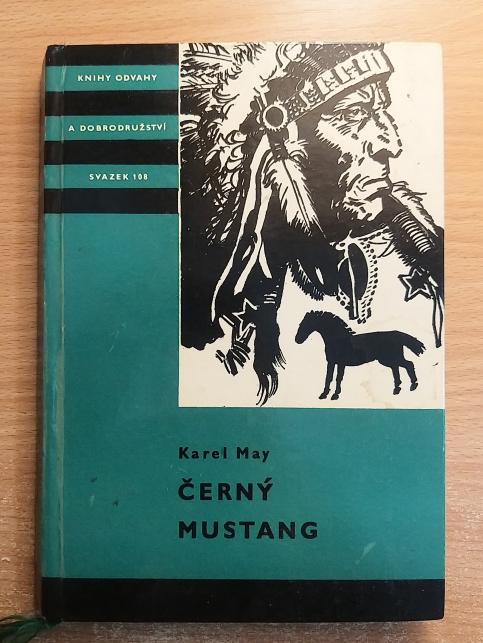 KNIHY ODVAHY
A DOBRODRUŽSTVÍ
SVAZEK 108
Karel May
ČERNÝ
MUSTANG